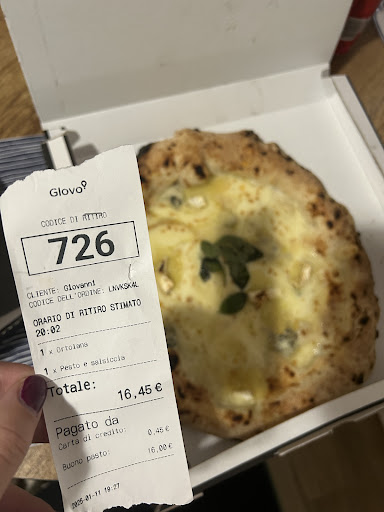 Glovo
CODICE DI RITIRO
726
CLIENTE: Giovanni
CODICE DELL'ORDINE: LNVKSK4L
ORARIO DI RITIRO STIMATO
20:02
1 x Ortolana
1 x Pesto e salsiccia
Totale: 16,45 €
Pagato da
Carta di credito: 0,45 €
Buono pasto: 16,00 €
2025-01-11 19:27